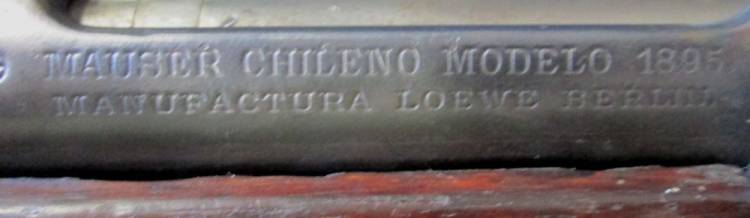 MAUSER CHILENO MODELO 1895
MANUFACTURA LOEWE BERLIN.